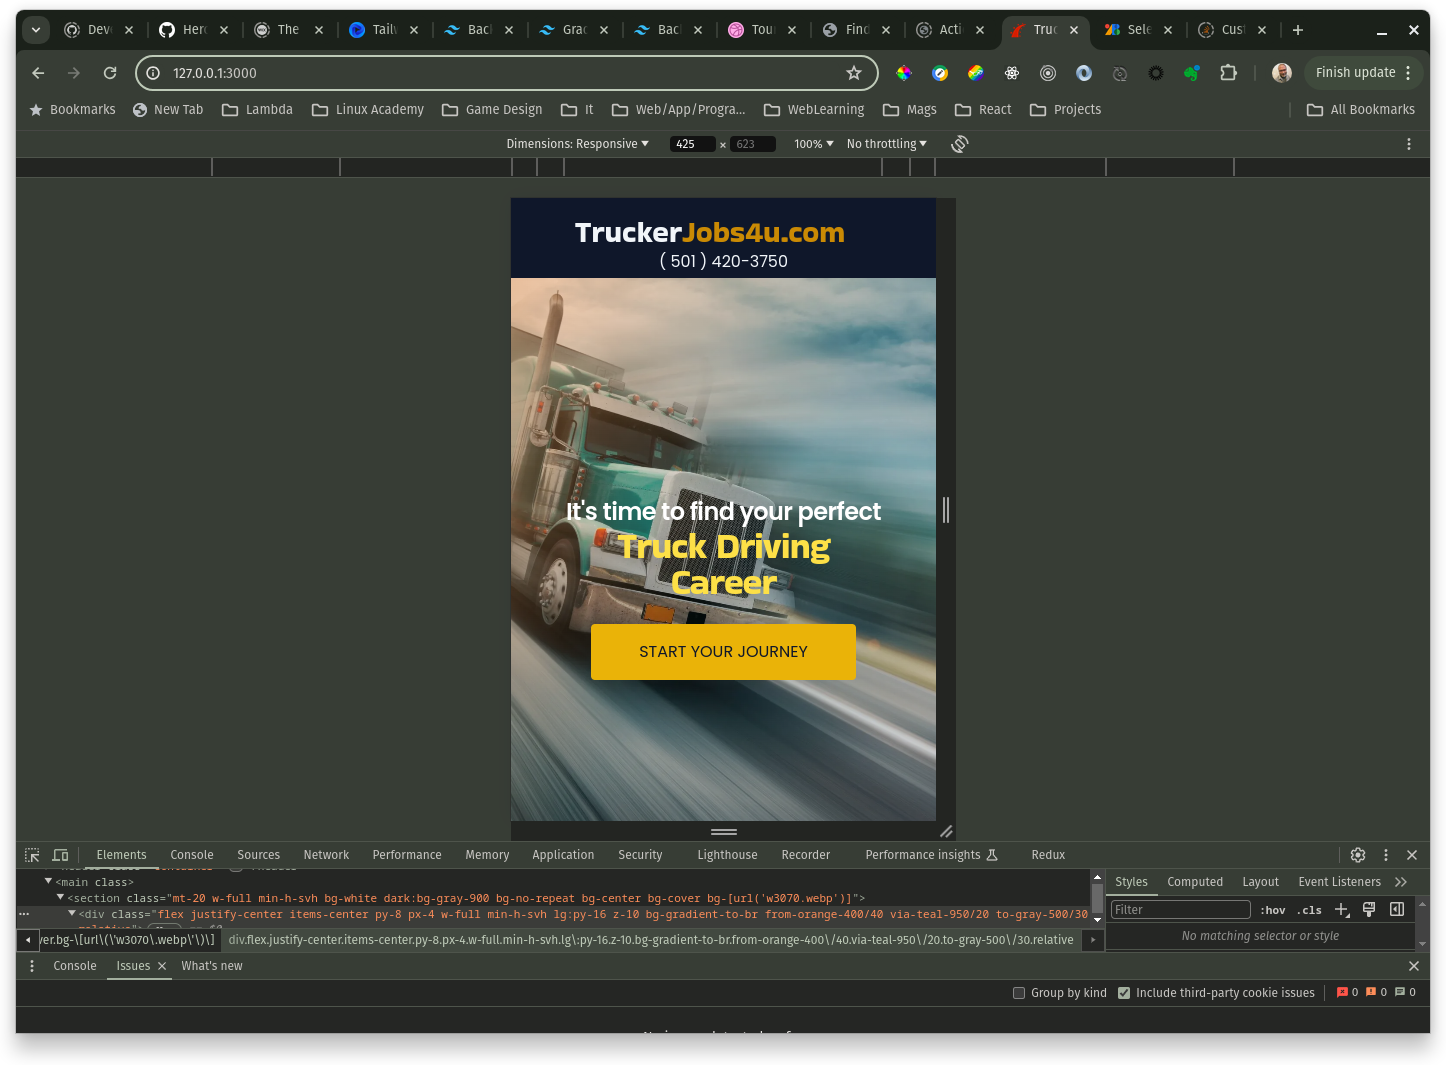 Dev
Her
The
Tail
Bac
Grac
Bac
Tour
Find
Acti
Truc
Sele
Cust
127.0.0.1:3000
Finish update
Bookmarks
New Tab
Lambda
Linux Academy
Game Design
It
Web/App/Progra...
WebLearning
Mags
React
Projects
All Bookmarks
Dimensions: Responsive 425 × 623 100% No throttling
TruckerJobs4u.com
( 501 ) 420-3750
It's time to find your perfect
Truck Driving
Career
START YOUR JOURNEY
Elements Console Sources Network Performance Memory Application Security Lighthouse Recorder Performance insights Redux
<main class>
<section class="mt-20 w-full min-h-svh bg-white dark:bg-gray-900 bg-no-repeat bg-center bg-cover bg-[url('w3070.webp')]">
<div class="flex justify-center items-center py-8 px-4 w-full min-h-svh lg:py-16 z-10 bg-gradient-to-br from-orange-400/40 via-teal-950/20 to-gray-500/30
ver.bg-\[url\(\'w3070\.webp\'\)\] div.flex.justify-center.items-center.py-8.px-4.w-full.min-h-svh.lg\:py-16.z-10.bg-gradient-to-br.from-orange-400\/40.via-teal-950\/20.to-gray-500\/30.relative
Styles Computed Layout Event Listeners
Filter :hov .cls
No matching selector or style
Console Issues What's new
Group by kind Include third-party cookie issues 0 0 0